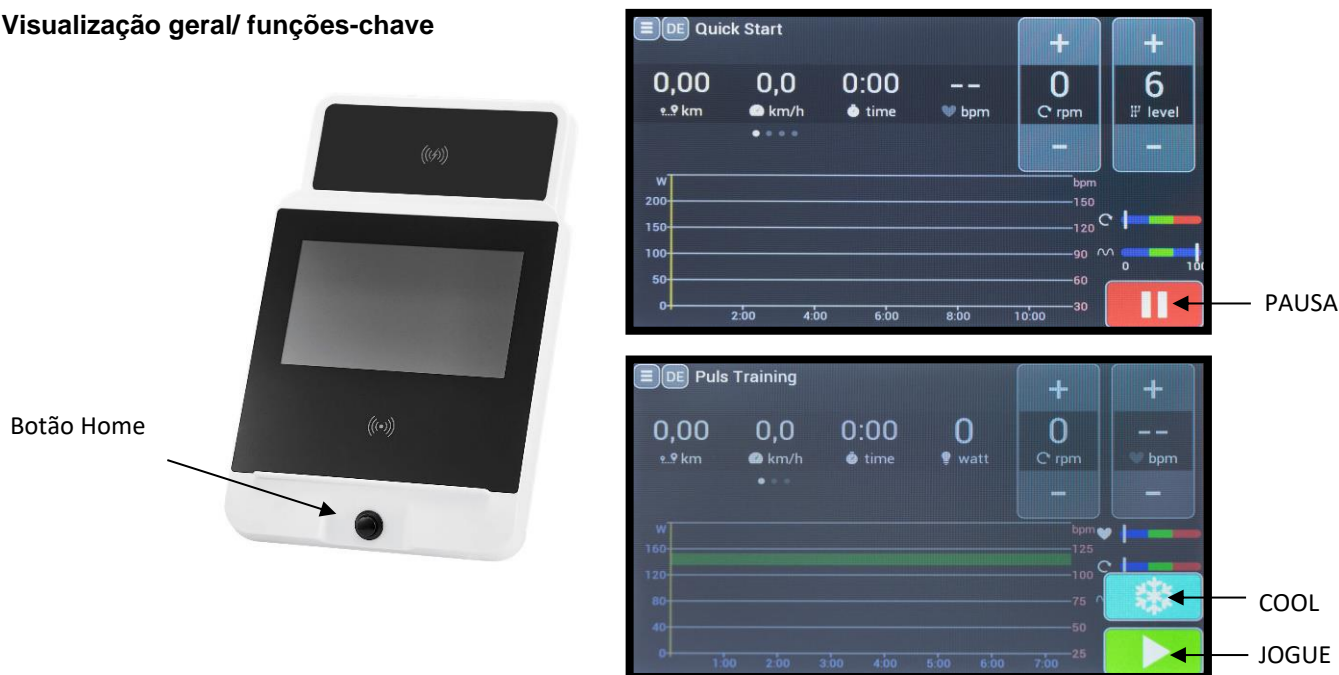 Visualização geral/ funções-chave
Botão Home
DE Quick Start
0,00 0,0 0:00 -- 0 6
km km/h time bpm rpm level
+ +
- -
W bpm
200 150
150 120
100 90
50 60
0 30
2:00 4:00 6:00 8:00 10:00
0 100
PAUSA
DE Puls Training
0,00 0,0 0:00 0 0 --
km km/h time watt rpm bpm
+ +
- -
W bpm
160 125
120 100
80 75
40 50
0 25
1:00 2:00 3:00 4:00 5:00 6:00 7:00
COOL
JOGUE